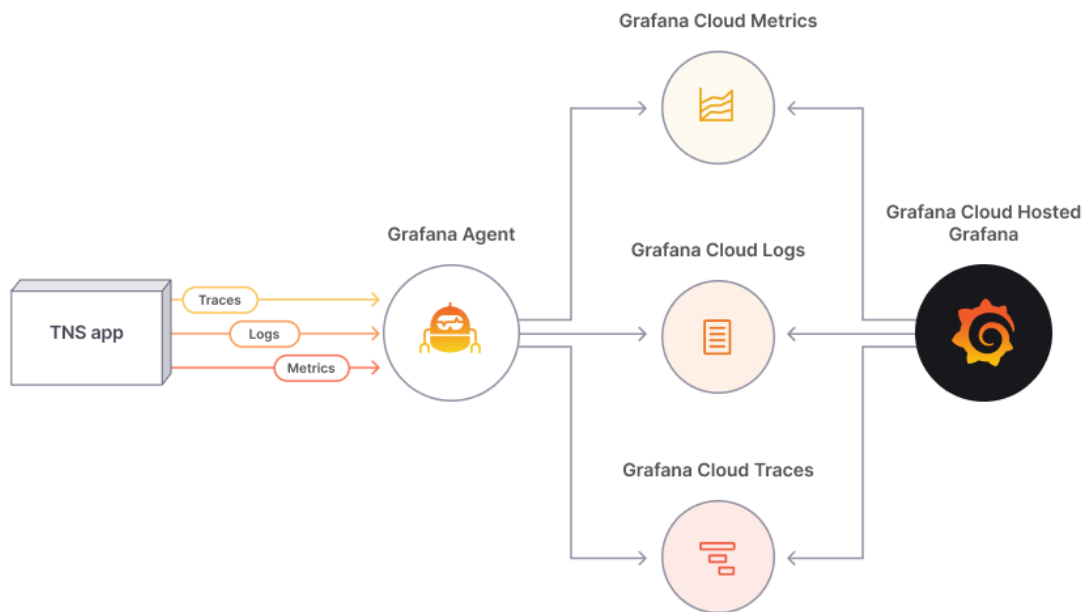 Grafana Cloud Metrics
Grafana Agent
Grafana Cloud Logs
Grafana Cloud Hosted
Grafana
TNS app
Traces
Logs
Metrics
Grafana Cloud Traces